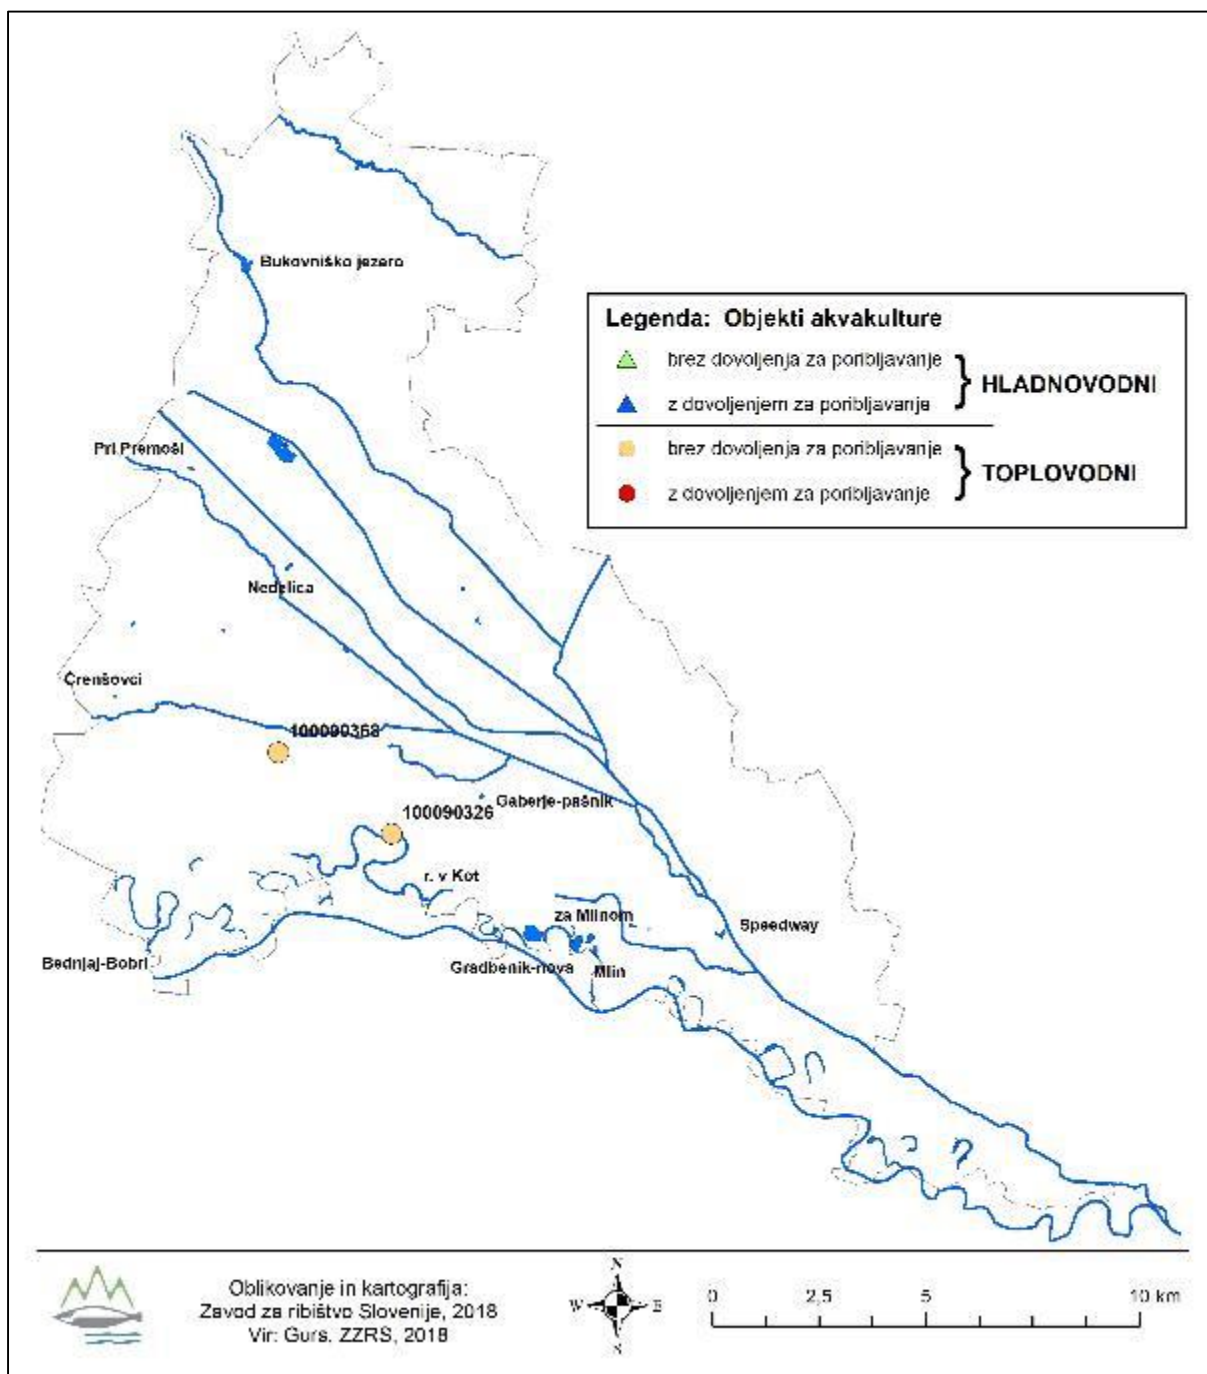 Bukovniško jezero
Legenda: Objekti akvakulture
brez dovoljenja za poribljavanje
HLADNOVODNI
z dovoljenjem za poribljavanje
brez dovoljenja za poribljavanje
TOPLOVODNI
z dovoljenjem za poribljavanje
Pri Premoši
Nedelica
Črenšovci
100090368
Gaberje-pašnik
100090326
r. v Kot
za Mlinom
Speedway
Bednjaj-Bobri
Gradbenik-nova
Mlin
Oblikovanje in kartografija:
Zavod za ribištvo Slovenije, 2018
Vir: Gurs, ZZRS, 2018
N
W E
S
0 2,5 5 10 km